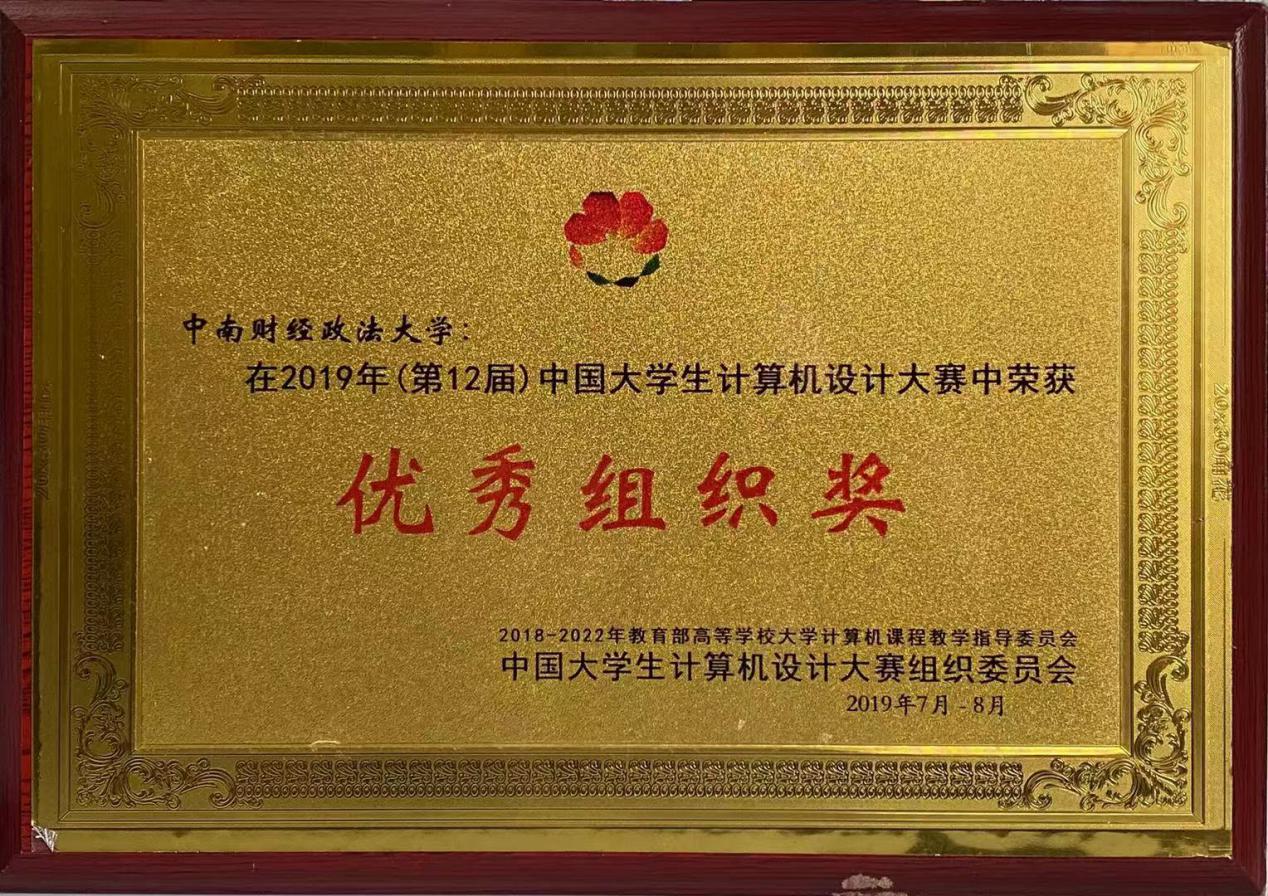 中南财经政法大学：
在2019年(第12届)中国大学生计算机设计大赛中荣获
优秀组织奖
2018-2022年教育部高等学校大学计算机课程教学指导委员会
中国大学生计算机设计大赛组织委员会
2019年7月-8月